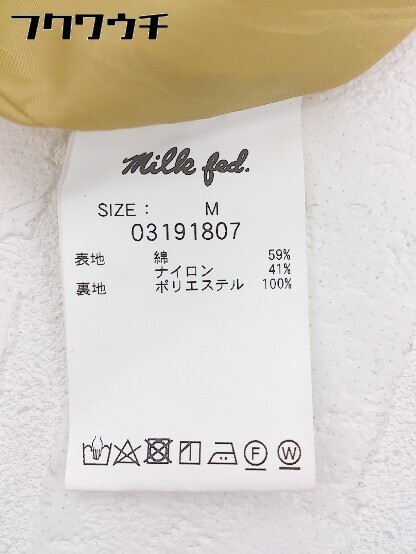 フクワウチ
Milk fed.
SIZE : M
03191807
表地 綿 59%
ナイロン 41%
裏地 ポリエステル 100%
F W